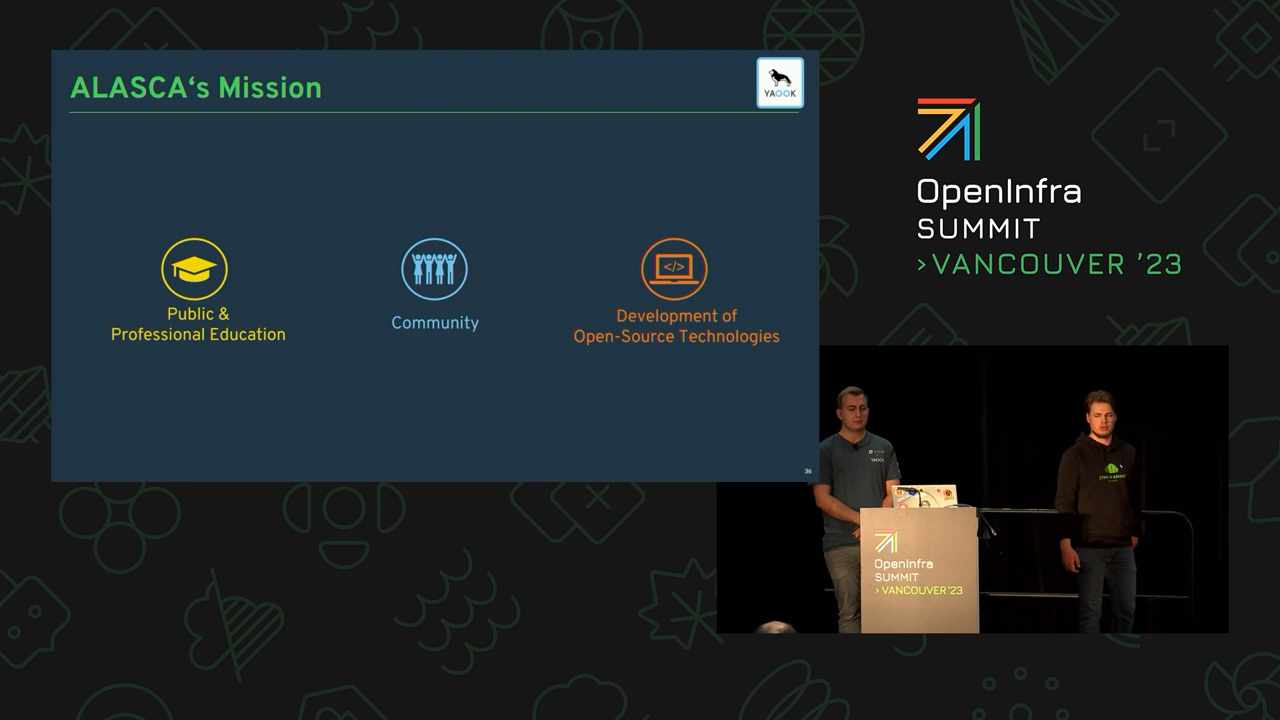 ALASCA‘s Mission
YAOOK
Public &
Professional Education
Community
</>
Development of
Open-Source Technologies
36
OpenInfra
SUMMIT
>VANCOUVER '23
YAOOK
OpenInfra
SUMMIT
> VANCOUVER '23